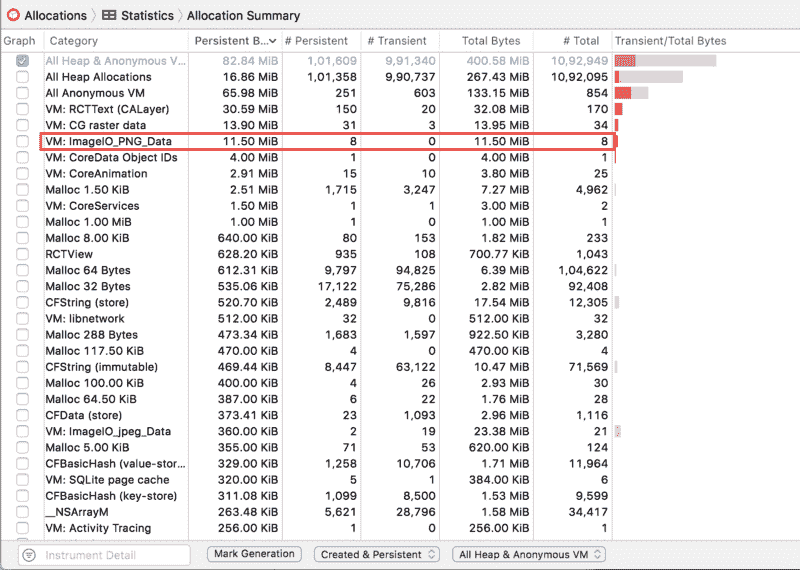 Allocations Statistics Allocation Summary
Graph Category Persistent B... # Persistent # Transient Total Bytes # Total Transient/Total Bytes
All Heap & Anonymous V... 82.84 MiB 1,01,609 9,91,340 400.58 MiB 10,92,949
All Heap Allocations 16.86 MiB 1,01,358 9,90,737 267.43 MiB 10,92,095
All Anonymous VM 65.98 MiB 251 603 133.15 MiB 854
VM: RCTText (CALayer) 30.59 MiB 150 20 32.08 MiB 170
VM: CG raster data 13.90 MiB 31 3 13.95 MiB 34
VM: ImageIO_PNG_Data 11.50 MiB 8 0 11.50 MiB 8
VM: CoreData Object IDs 4.00 MiB 1 0 4.00 MiB 1
VM: CoreAnimation 2.91 MiB 15 10 3.80 MiB 25
Malloc 1.50 KiB 2.51 MiB 1,715 3,247 7.27 MiB 4,962
VM: CoreServices 1.50 MiB 1 1 3.00 MiB 2
Malloc 1.00 MiB 1.00 MiB 1 0 1.00 MiB 1
Malloc 8.00 KiB 640.00 KiB 80 153 1.82 MiB 233
RCTView 628.20 KiB 935 108 700.77 KiB 1,043
Malloc 64 Bytes 612.31 KiB 9,797 94,825 6.39 MiB 1,04,622
Malloc 32 Bytes 535.06 KiB 17,122 75,286 2.82 MiB 92,408
CFString (store) 520.70 KiB 2,489 9,816 17.54 MiB 12,305
VM: libnetwork 512.00 KiB 32 0 512.00 KiB 32
Malloc 288 Bytes 473.34 KiB 1,683 1,597 922.50 KiB 3,280
Malloc 117.50 KiB 470.00 KiB 4 0 470.00 KiB 4
CFString (immutable) 469.44 KiB 8,447 63,122 10.47 MiB 71,569
Malloc 100.00 KiB 400.00 KiB 4 26 2.93 MiB 30
Malloc 64.50 KiB 387.00 KiB 6 22 1.76 MiB 28
CFData (store) 373.41 KiB 23 1,093 2.96 MiB 1,116
VM: ImageIO_jpeg_Data 360.00 KiB 2 19 23.38 MiB 21
Malloc 5.00 KiB 355.00 KiB 71 53 620.00 KiB 124
CFBasicHash (value-stor... 329.00 KiB 1,258 10,706 1.71 MiB 11,964
VM: SQLite page cache 320.00 KiB 5 1 384.00 KiB 6
CFBasicHash (key-store) 311.08 KiB 1,099 8,500 1.53 MiB 9,599
__NSArrayM 263.48 KiB 5,621 28,796 1.58 MiB 34,417
VM: Activity Tracing 256.00 KiB 1 0 256.00 KiB 1
Instrument Detail Mark Generation Created & Persistent All Heap & Anonymous VM